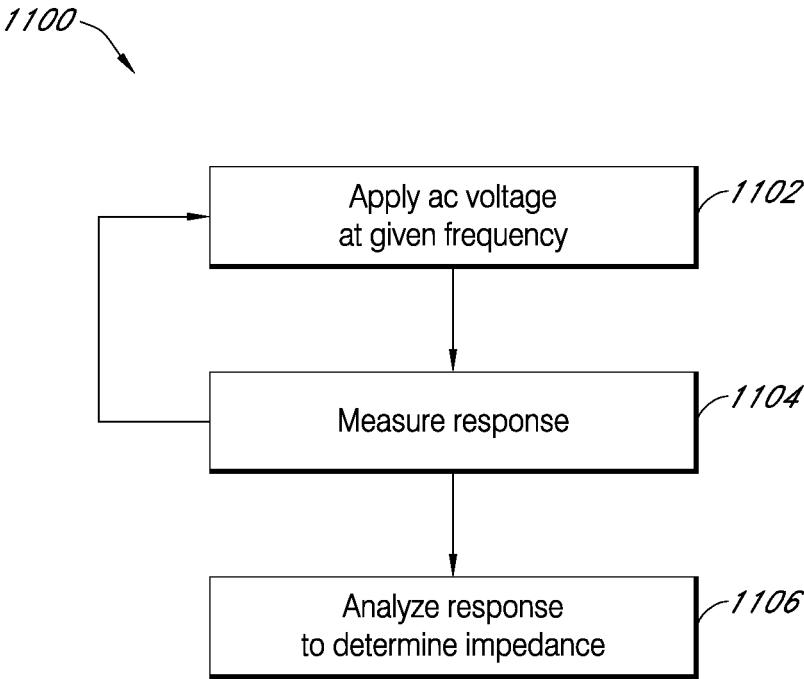 1100
Apply ac voltage
at given frequency
1102
Measure response
1104
Analyze response
to determine impedance
1106